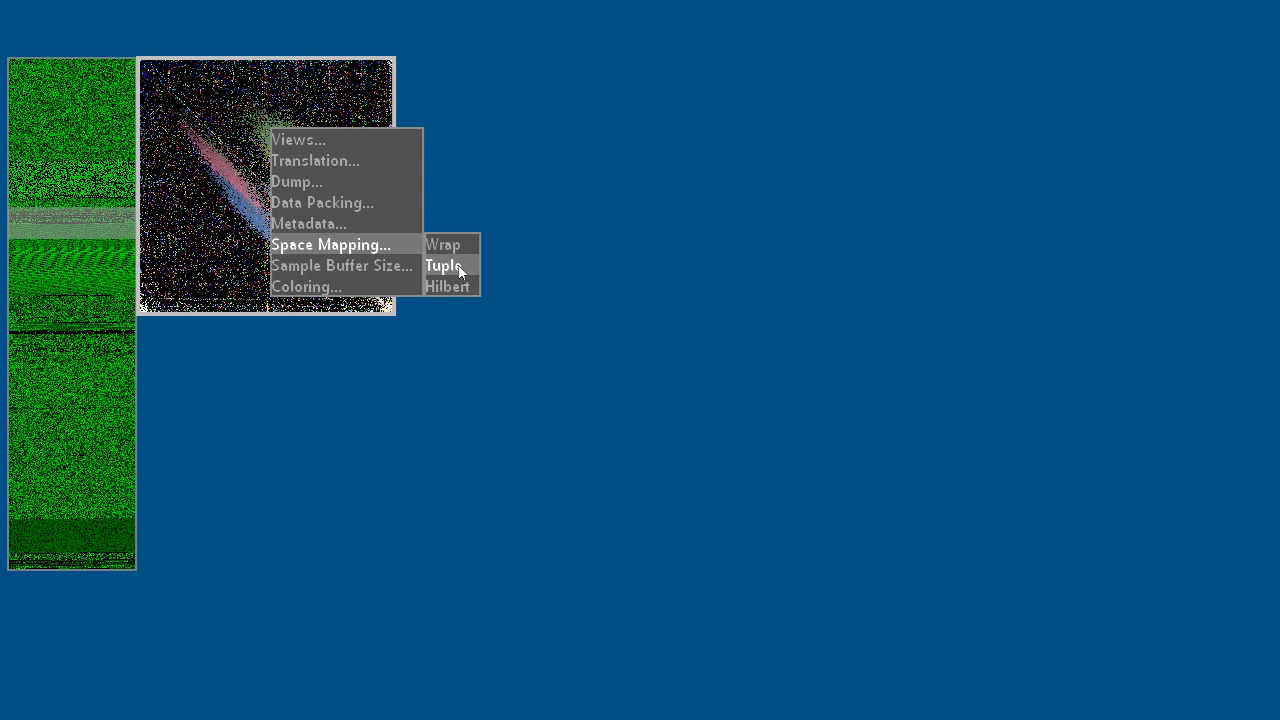 Views...
Translation...
Dump...
Data Packing...
Metadata...
Space Mapping...
Wrap
Sample Buffer Size...
Tuple
Coloring...
Hilbert